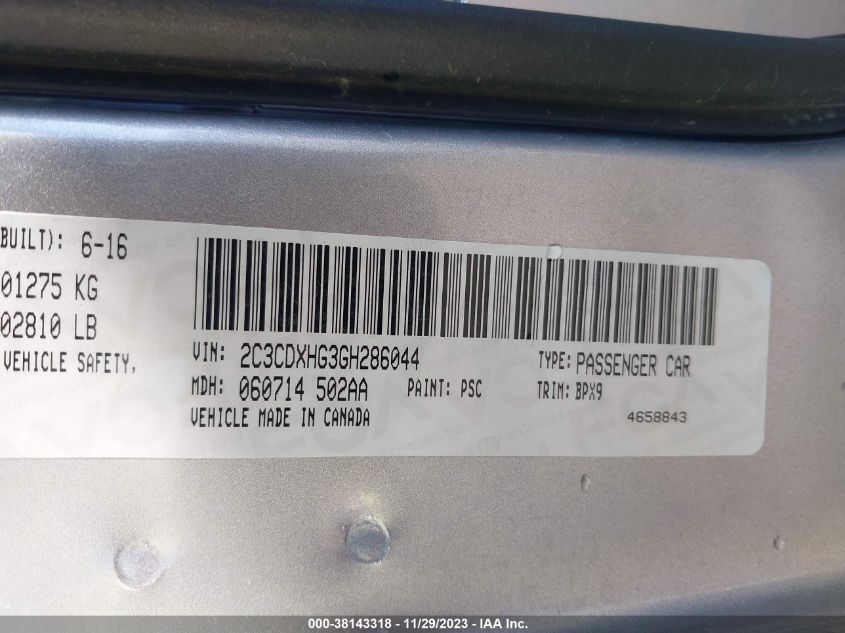 BUILT): 6-16
01275 KG
02810 LB
VEHICLE SAFETY,
VIN: 2C3CDXHG3GH286044
TYPE: PASSENGER CAR
MDH: 060714 502AA
PAINT: PSC
TRIM: BPX9
VEHICLE MADE IN CANADA
4658843
000-38143318 | 11/29/2023 - IAA Inc.